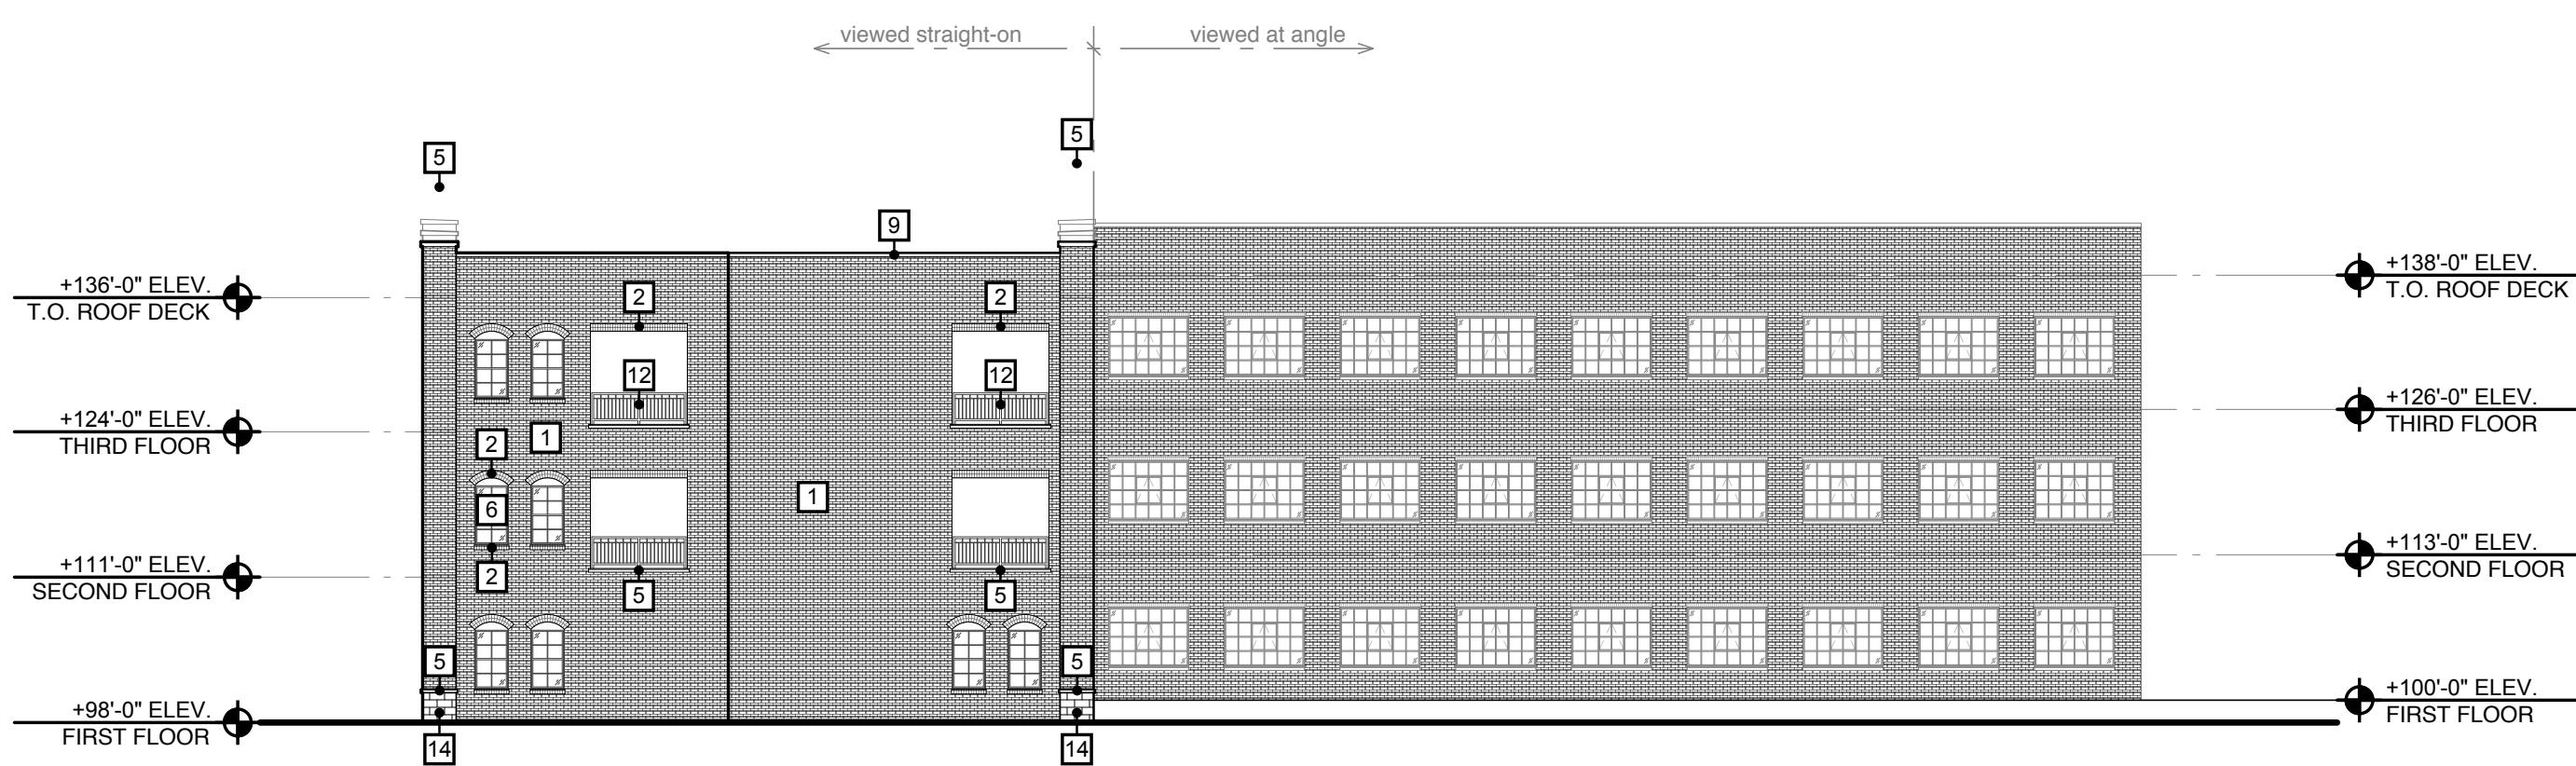 viewed straight-on
viewed at angle
5
5
9
+136'-0" ELEV.
T.O. ROOF DECK
+138'-0" ELEV.
T.O. ROOF DECK
2
2
12
12
+124'-0" ELEV.
THIRD FLOOR
+126'-0" ELEV.
THIRD FLOOR
2
1
1
6
2
5
5
+111'-0" ELEV.
SECOND FLOOR
+113'-0" ELEV.
SECOND FLOOR
5
5
+98'-0" ELEV.
FIRST FLOOR
+100'-0" ELEV.
FIRST FLOOR
14
14